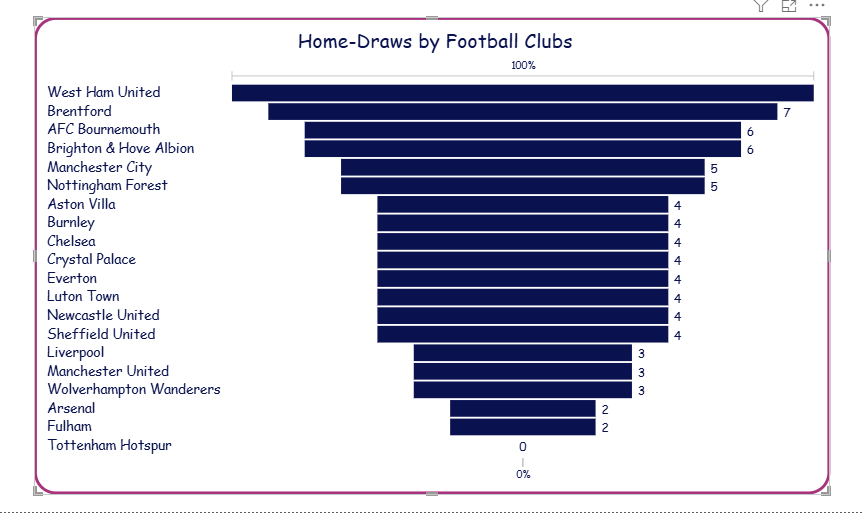 Home-Draws by Football Clubs
100%
West Ham United
Brentford 7
AFC Bournemouth 6
Brighton & Hove Albion 6
Manchester City 5
Nottingham Forest 5
Aston Villa 4
Burnley 4
Chelsea 4
Crystal Palace 4
Everton 4
Luton Town 4
Newcastle United 4
Sheffield United 4
Liverpool 3
Manchester United 3
Wolverhampton Wanderers 3
Arsenal 2
Fulham 2
Tottenham Hotspur 0
0%